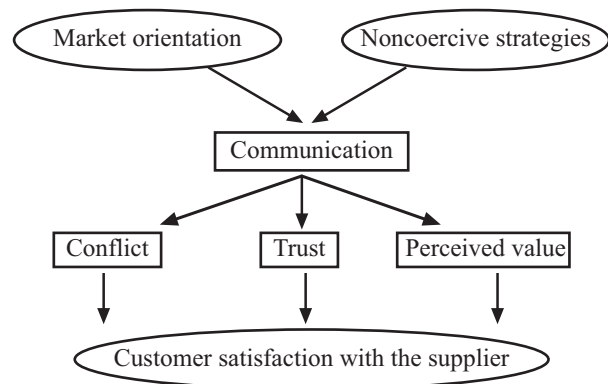 Market orientation
Noncoercive strategies
Communication
Conflict
Trust
Perceived value
Customer satisfaction with the supplier